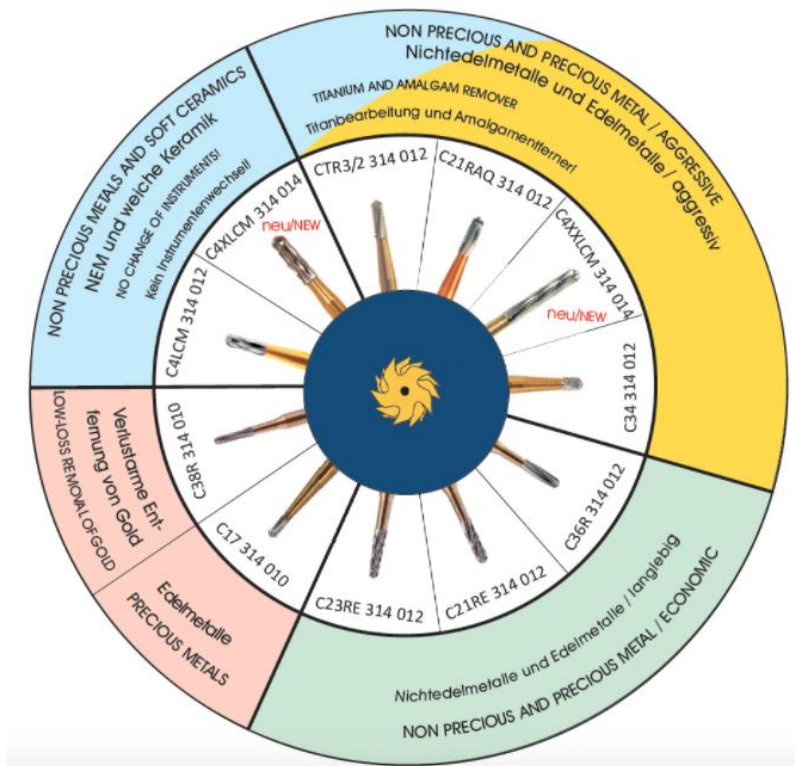 NON PRECIOUS AND PRECIOUS METAL / AGGRESSIVE
Nichtedelmetalle und Edelmetalle / aggressiv
TITANIUM AND AMALGAM REMOVER
Titanbearbeitung und Amalgamentferner!
CTR3/2 314 012
C21RAQ 314 012
C4XXLCM 314 014
neu/NEW
C34 314 012
C36R 314 012
C21RE 314 012
C23RE 314 012
Nichtedelmetalle und Edelmetalle / langlebig
NON PRECIOUS AND PRECIOUS METAL / ECONOMIC
C17 314 010
Edelmetalle
PRECIOUS METALS
C38R 314 010
Verlustarme Ent-
fernung von Gold
LOW-LOSS REMOVAL OF GOLD
C4LCM 314 012
C4XLCM 314 014
neu/NEW
NON PRECIOUS METALS AND SOFT CERAMICS
NEM und weiche Keramik
NO CHANGE OF INSTRUMENTS!
Kein Instrumentenwechsel!